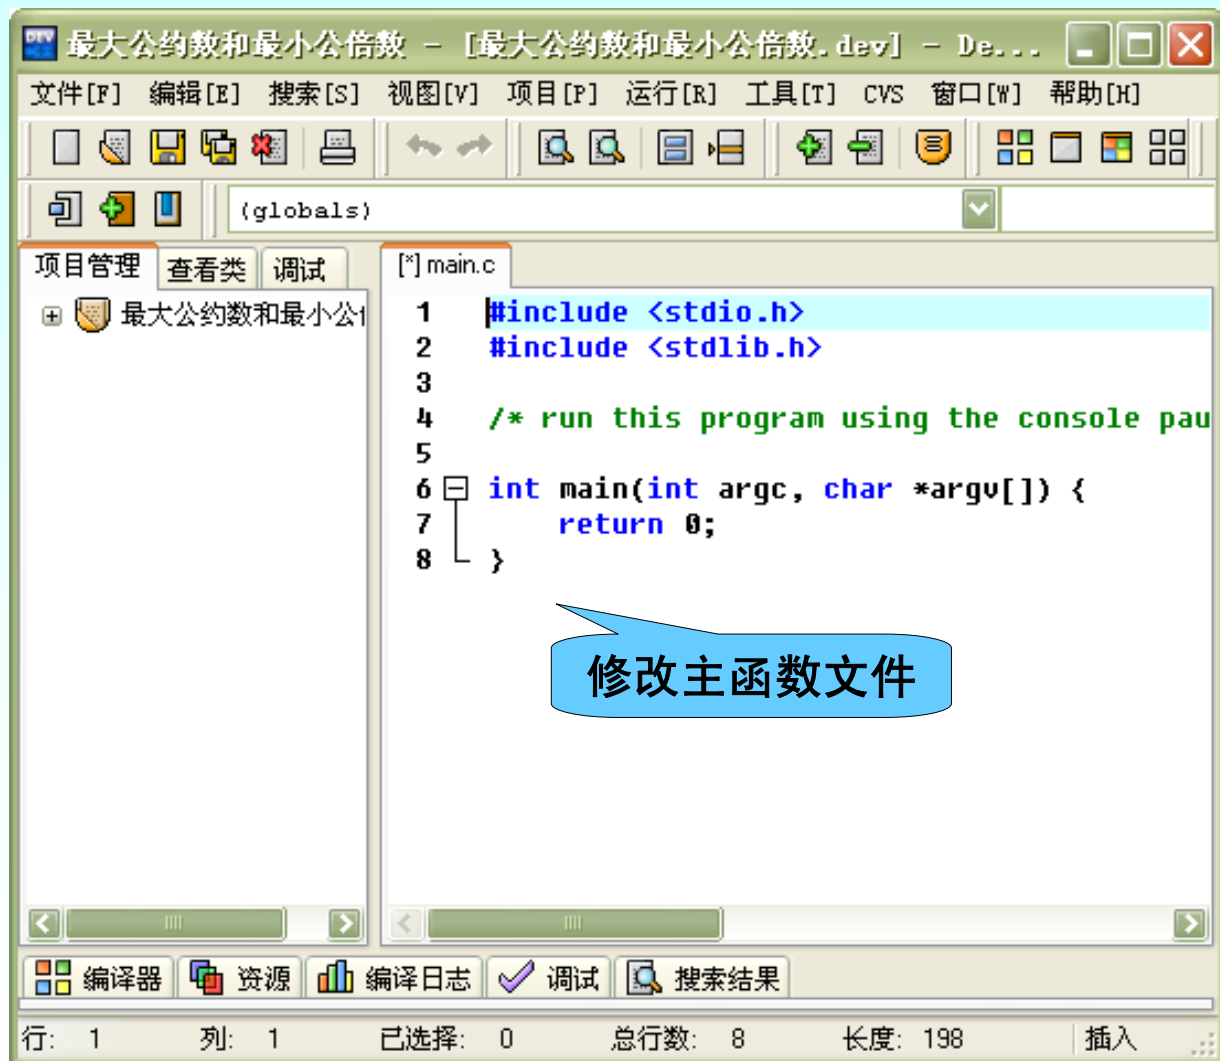 最大公约数和最小公倍数 - [最大公约数和最小公倍数.dev] - De...
文件[F] 编辑[E] 搜索[S] 视图[V] 项目[P] 运行[R] 工具[T] CVS 窗口[W] 帮助[H]
(globals)
项目管理 查看类 调试
最大公约数和最小公
[*] main.c
1 #include <stdio.h>
2 #include <stdlib.h>
3
4 /* run this program using the console pau
5
6 int main(int argc, char *argv[]) {
7 return 0;
8 }
修改主函数文件
编译器 资源 编译日志 调试 搜索结果
行: 1 列: 1 已选择: 0 总行数: 8 长度: 198 插入